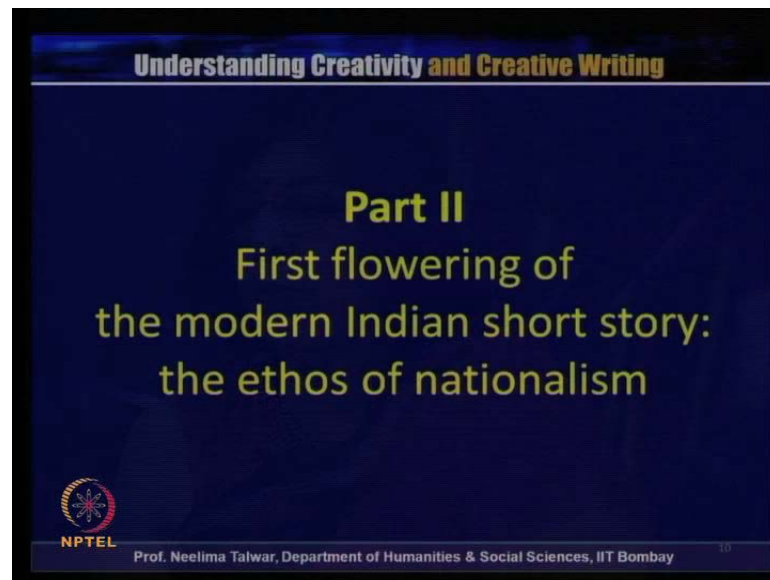 Understanding Creativity and Creative Writing
Part II
First flowering of
the modern Indian short story:
the ethos of nationalism
NPTEL
Prof. Neelima Talwar, Department of Humanities & Social Sciences, IIT Bombay
10